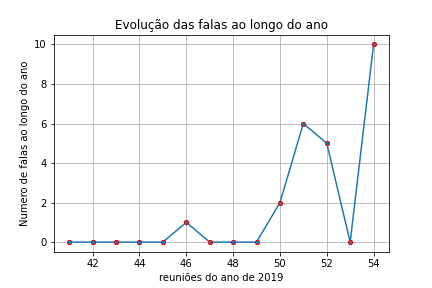 Evolução das falas ao longo do ano
10
8
6
4
2
0
Numero de falas ao longo do ano
42 44 46 48 50 52 54
reuniões do ano de 2019